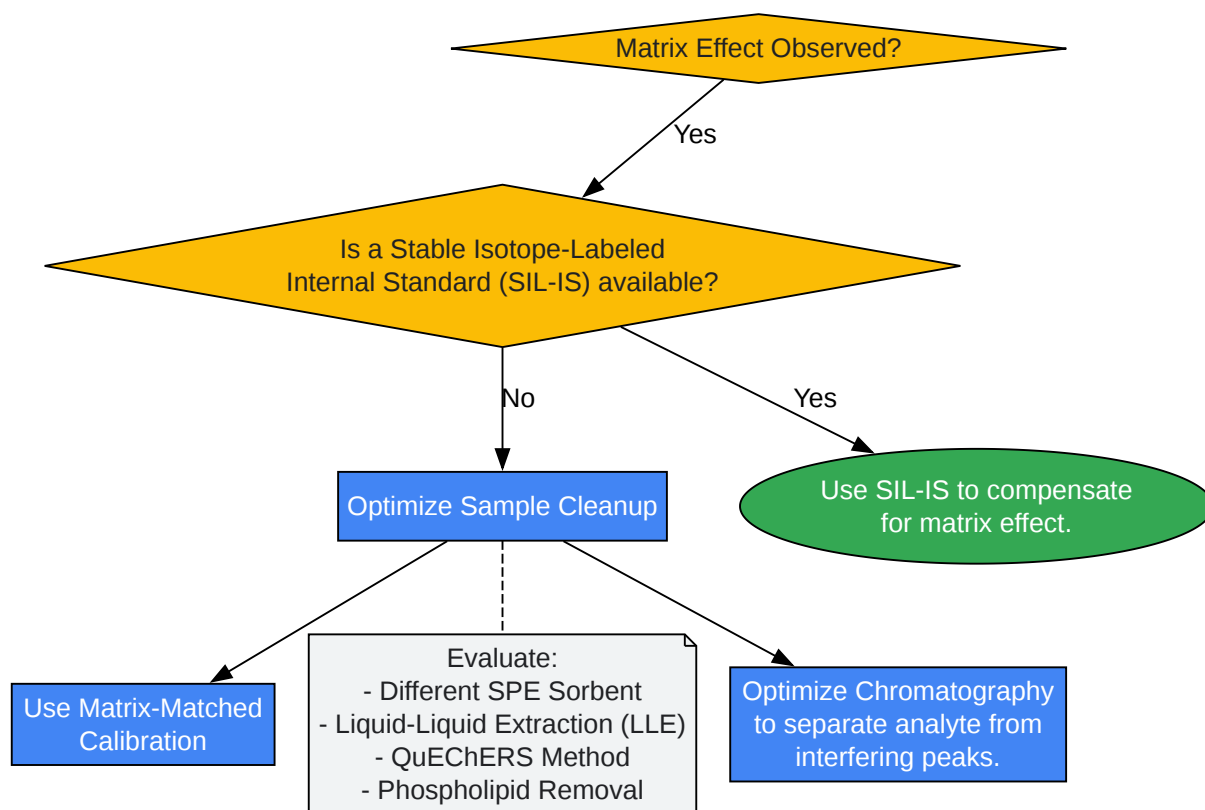 Matrix Effect Observed?
Yes
Is a Stable Isotope-Labeled
Internal Standard (SIL-IS) available?
No
Yes
Optimize Sample Cleanup
Use SIL-IS to compensate
for matrix effect.
Use Matrix-Matched
Calibration
Evaluate:
- Different SPE Sorbent
- Liquid-Liquid Extraction (LLE)
- QuEChERS Method
- Phospholipid Removal
Optimize Chromatography
to separate analyte from
interfering peaks.